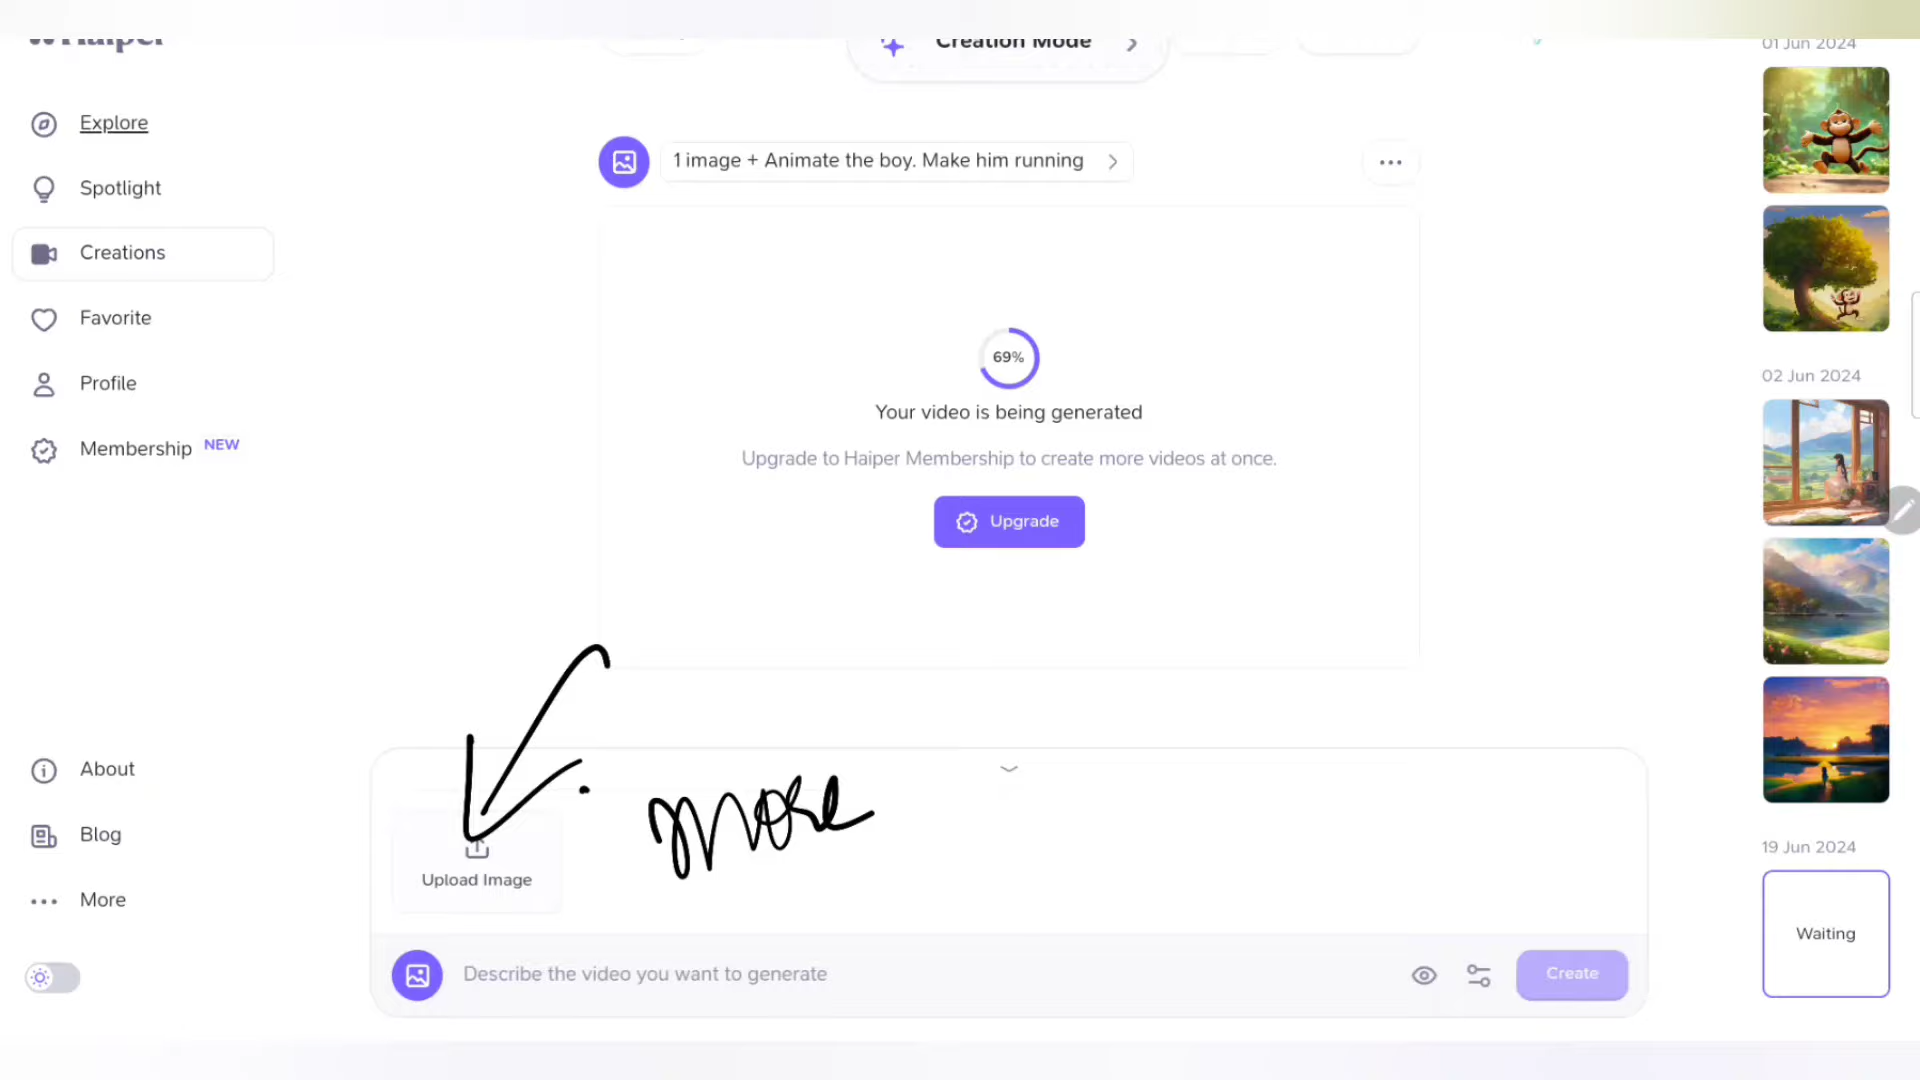 Haiper
Creation Mode
01 Jun 2024
Explore
1 image + Animate the boy. Make him running
Spotlight
Creations
Favorite
69%
02 Jun 2024
Profile
Your video is being generated
Membership NEW
Upgrade to Haiper Membership to create more videos at once.
Upgrade
About
more
Blog
19 Jun 2024
Upload Image
More
Waiting
Describe the video you want to generate
Create